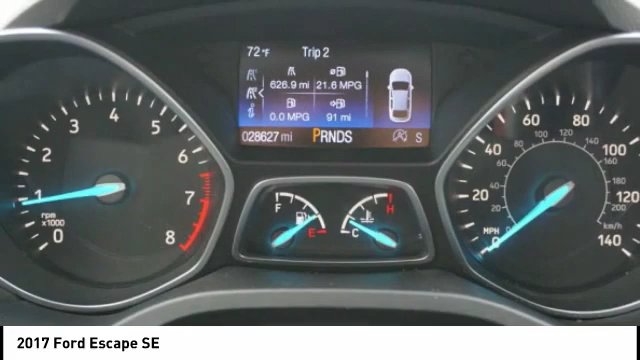 72°F Trip 2
626.9 mi 21.6 MPG
0.0 MPG 91 mi
028627 mi PRNDS S
0 1 2 3 4 5 6 7 8
rpm
x1000
F E
C H
0 20 40 60 80 100 120 140
MPH
0 20 40 60 80 100 120 140 160 180 200 220
km/h
2017 Ford Escape SE